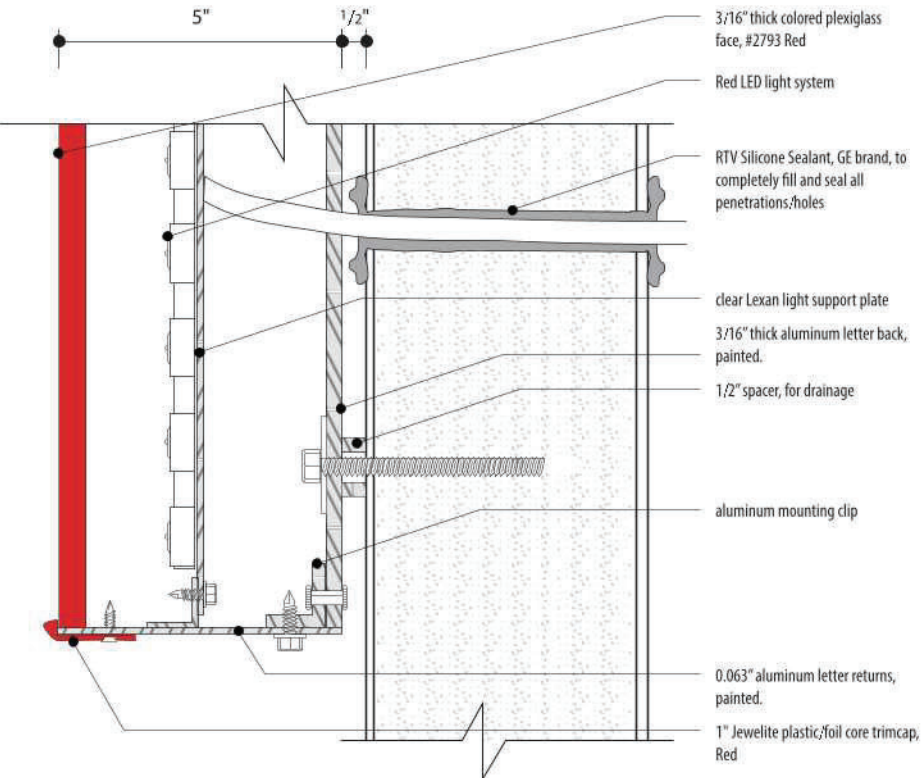 5"
1/2"
3/16" thick colored plexiglass
face, #2793 Red
Red LED light system
RTV Silicone Sealant, GE brand, to
completely fill and seal all
penetrations/holes
clear Lexan light support plate
3/16" thick aluminum letter back,
painted.
1/2" spacer, for drainage
aluminum mounting clip
0.063" aluminum letter returns,
painted.
1" Jewelite plastic/foil core trimcap,
Red